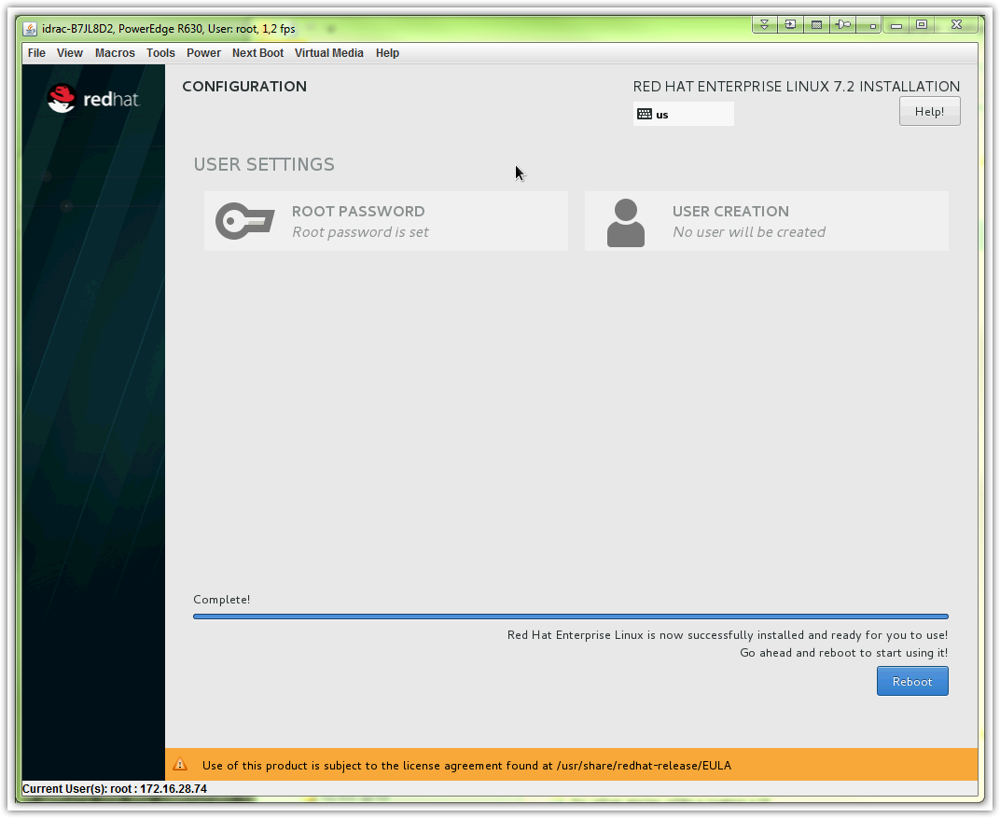 idrac-B7JL8D2, PowerEdge R630, User: root, 1,2 fps
File View Macros Tools Power Next Boot Virtual Media Help
redhat.
CONFIGURATION
RED HAT ENTERPRISE LINUX 7.2 INSTALLATION
us
Help!
USER SETTINGS
ROOT PASSWORD
Root password is set
USER CREATION
No user will be created
Complete!
Red Hat Enterprise Linux is now successfully installed and ready for you to use!
Go ahead and reboot to start using it!
Reboot
Use of this product is subject to the license agreement found at /usr/share/redhat-release/EULA
Current User(s): root : 172.16.28.74